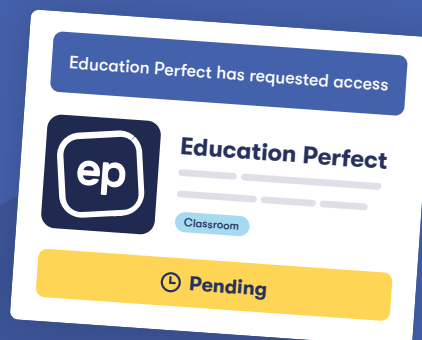 Education Perfect has requested access
ep
Education Perfect
Classroom
Pending